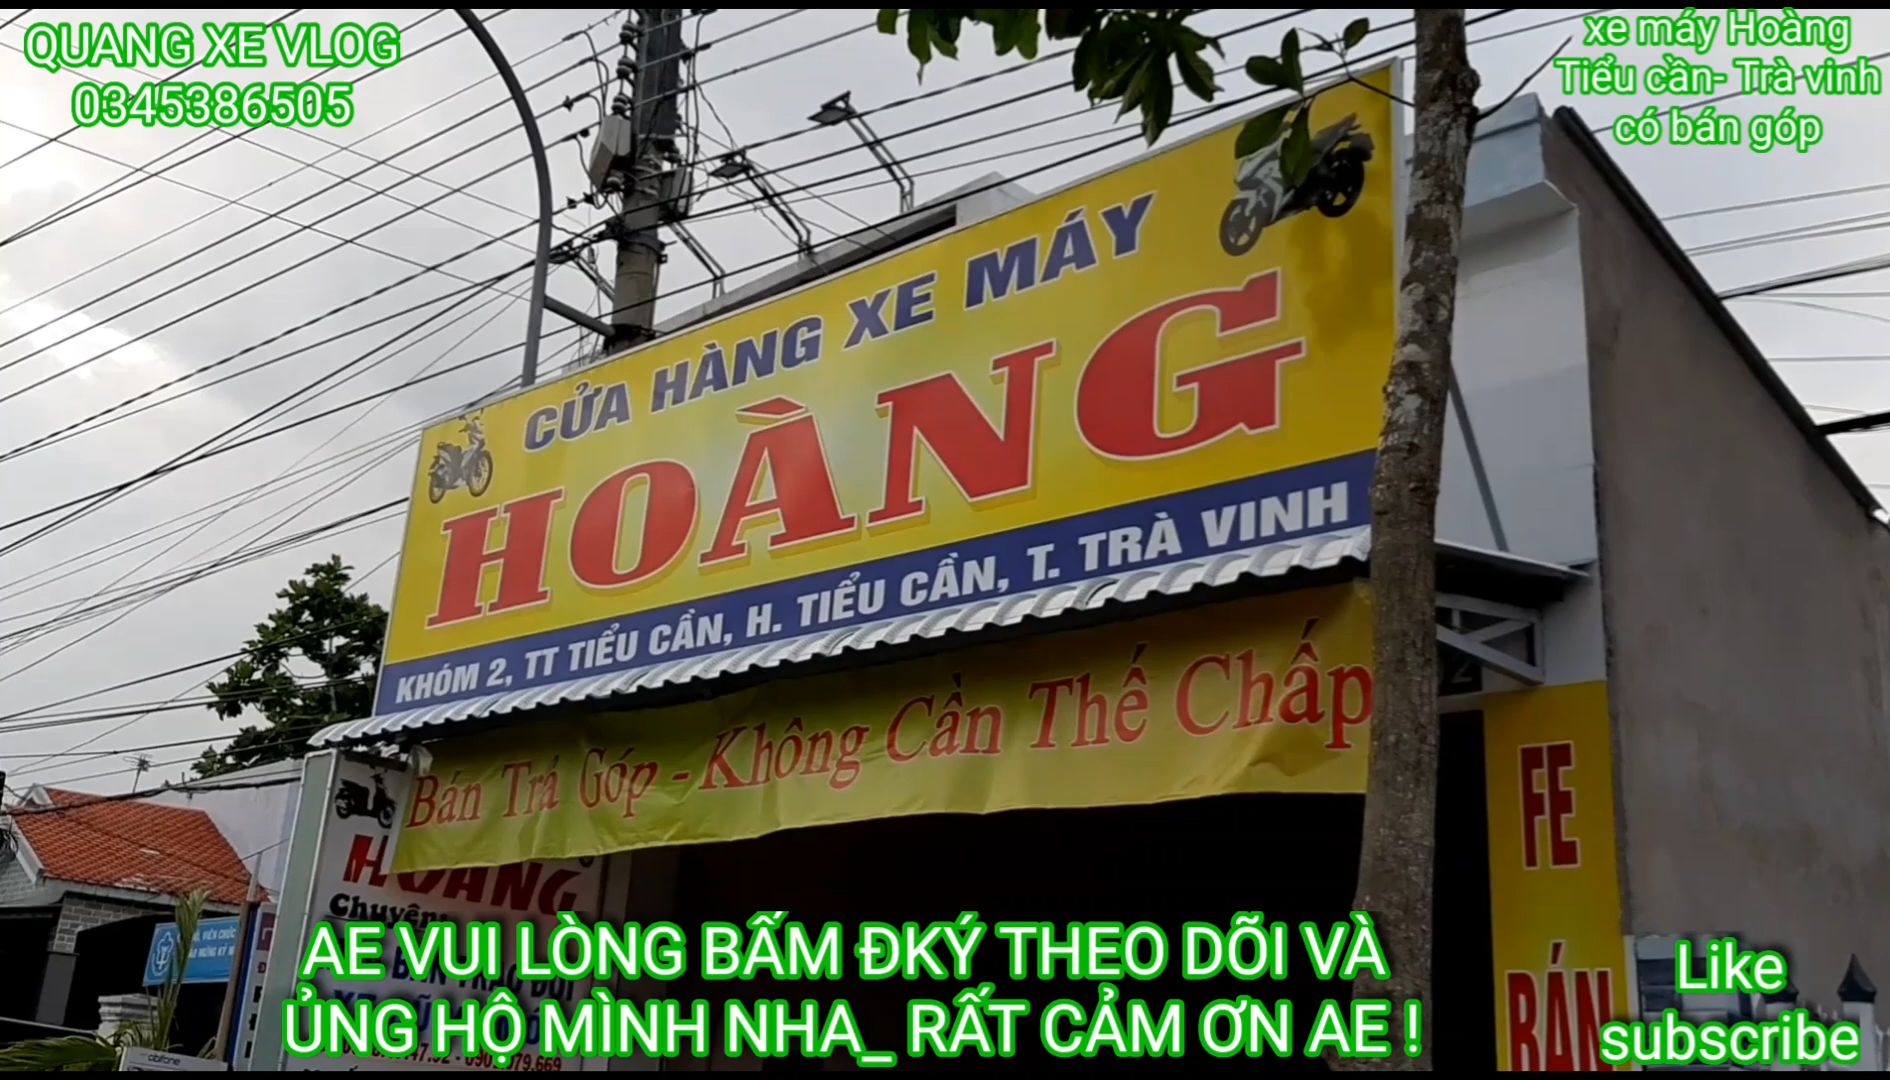 QUANG XE VLOG
0345386505
xe máy Hoàng
Tiểu cần- Trà vinh
có bán góp
CỬA HÀNG XE MÁY
HOÀNG
KHÓM 2, TT TIỂU CẦN, H. TIỂU CẦN, T. TRÀ VINH
Bán Trả Góp - Không Cần Thế Chấp
HOÀNG
Chuyên:
FE
BÁN
AE VUI LÒNG BẤM ĐKÝ THEO DÕI VÀ
ỦNG HỘ MÌNH NHA_ RẤT CẢM ƠN AE !
Like
subscribe